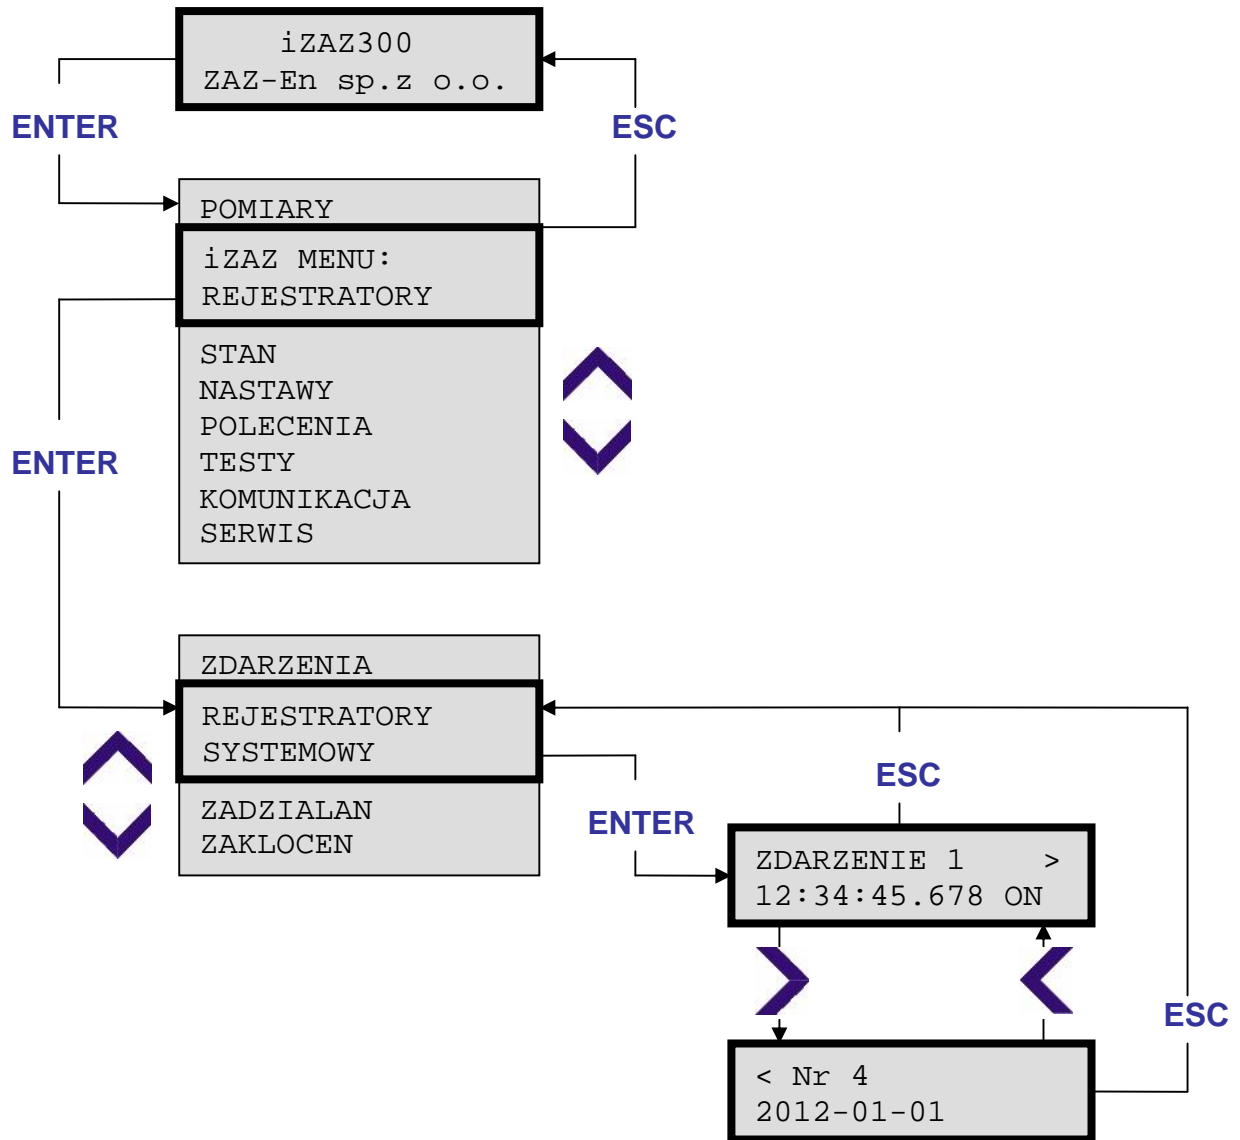 iZAZ300
ZAZ-En sp.z o.o.
ENTER
ESC
POMIARY
iZAZ MENU:
REJESTRATORY
STAN
NASTAWY
POLECENIA
TESTY
KOMUNIKACJA
SERWIS
ENTER
ZDARZENIA
REJESTRATORY
SYSTEMOWY
ZADZIALAN
ZAKLOCEN
ENTER
ESC
ZDARZENIE 1 >
12:34:45.678 ON
ESC
< Nr 4
2012-01-01